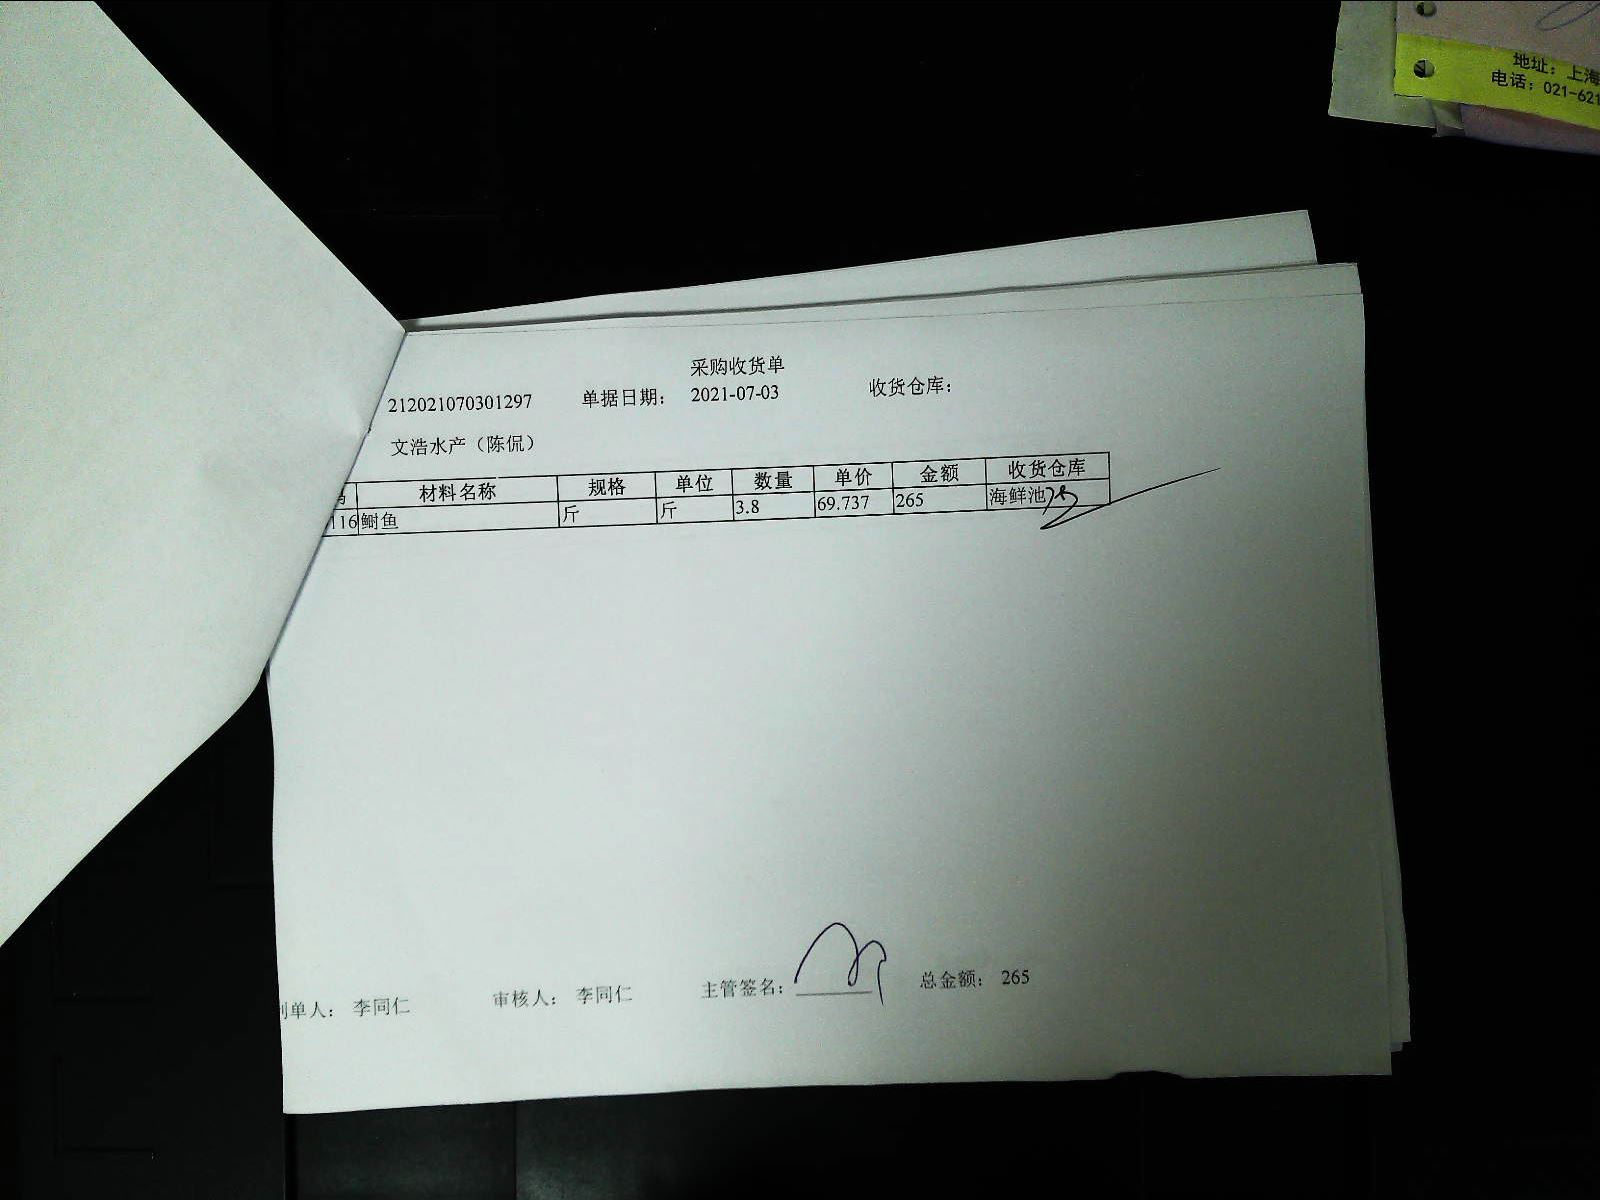 地址：上海
电话：021-621
采购收货单
212021070301297 单据日期： 2021-07-03 收货仓库：
文浩水产（陈侃）
材料名称 规格 单位 数量 单价 金额 收货仓库
116 鲥鱼 斤 斤 3.8 69.737 265 海鲜池
单人： 李同仁 审核人： 李同仁 主管签名： 总金额： 265